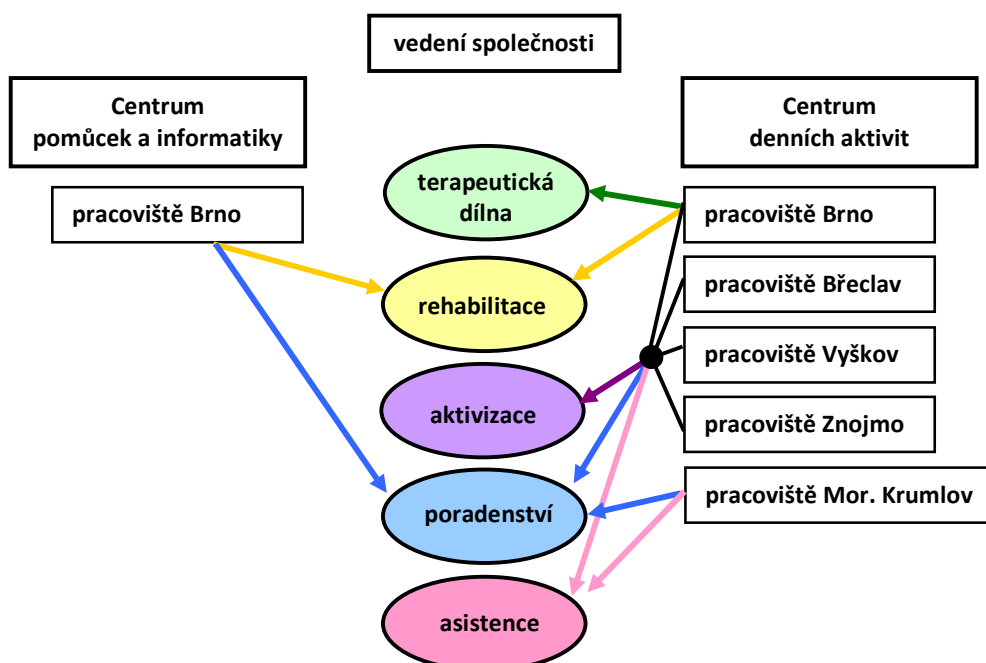 vedení společnosti
Centrum
pomůcek a informatiky
pracoviště Brno
terapeutická
dílna
rehabilitace
aktivizace
poradenství
asistence
Centrum
denních aktivit
pracoviště Brno
pracoviště Břeclav
pracoviště Vyškov
pracoviště Znojmo
pracoviště Mor. Krumlov